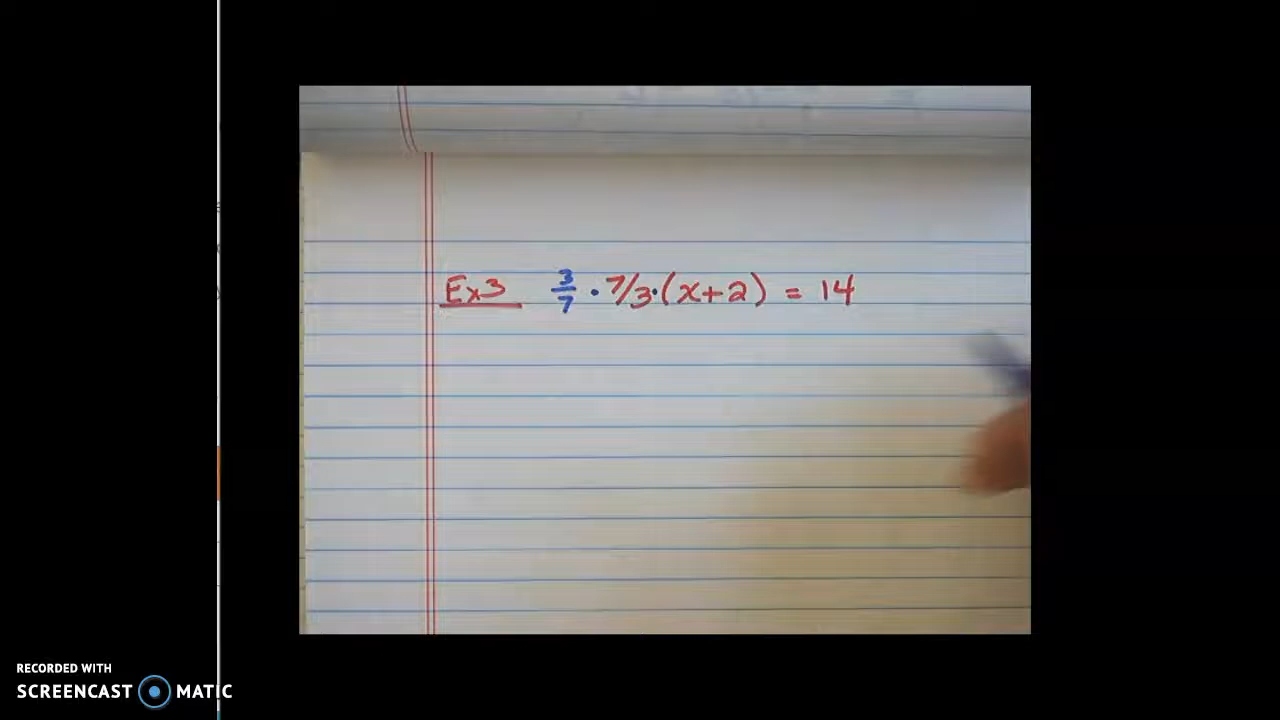 Ex3 3/7 · 7/3·(x+2) = 14
RECORDED WITH
SCREENCAST MATIC